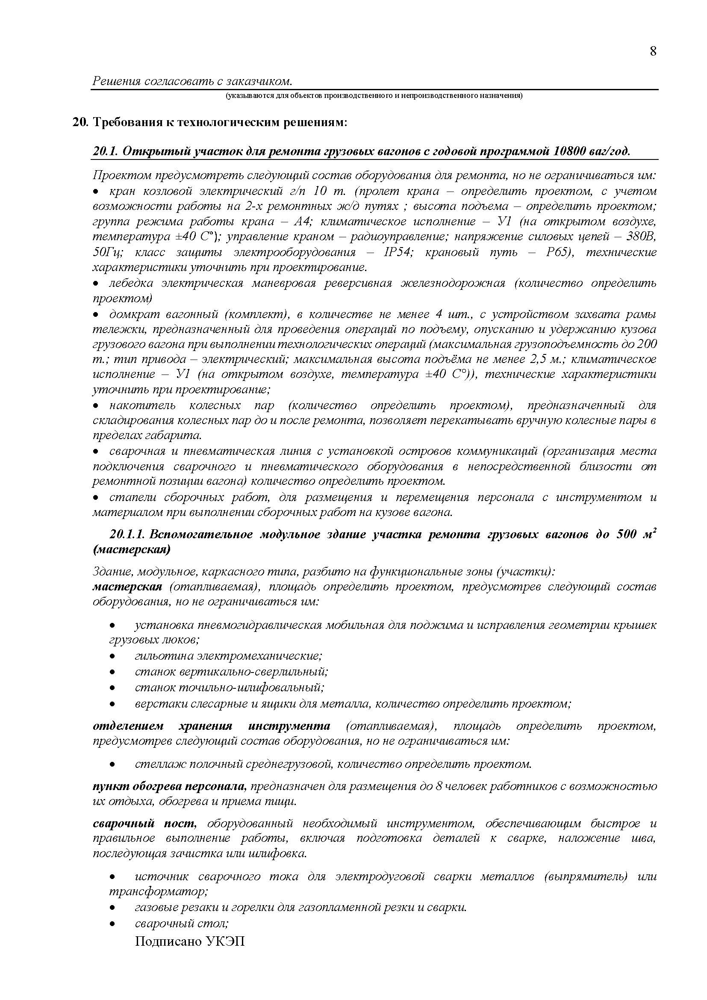 8
Решения согласовать с заказчиком.
(указываются для объектов производственного и непроизводственного назначения)
20. Требования к технологическим решениям:
20.1. Открытый участок для ремонта грузовых вагонов с годовой программой 10800 ваг/год.
Проектом предусмотреть следующий состав оборудования для ремонта, но не ограничиваться им:
• кран козловой электрический г/п 10 т. (пролет крана – определить проектом, с учетом
возможности работы на 2-х ремонтных ж/д путях ; высота подъема – определить проектом;
группа режима работы крана – А4; климатическое исполнение – У1 (на открытом воздухе,
температура ±40 С°); управление краном – радиоуправление; напряжение силовых цепей – 380В,
50Гц; класс защиты электрооборудования – IP54; крановый путь – Р65), технические
характеристики уточнить при проектирование.
• лебедка электрическая маневровая реверсивная железнодорожная (количество определить
проектом)
• домкрат вагонный (комплект), в количестве не менее 4 шт., с устройством захвата рамы
тележки, предназначенный для проведения операций по подъему, опусканию и удержанию кузова
грузового вагона при выполнении технологических операций (максимальная грузоподъемность до 200
т.; тип привода – электрический; максимальная высота подъёма не менее 2,5 м.; климатическое
исполнение – У1 (на открытом воздухе, температура ±40 С°)), технические характеристики
уточнить при проектирование;
• накопитель колесных пар (количество определить проектом), предназначенный для
складирования колесных пар до и после ремонта, позволяет перекатывать вручную колесные пары в
пределах габарита.
• сварочная и пневматическая линия с установкой островов коммуникаций (организация места
подключения сварочного и пневматического оборудования в непосредственной близости от
ремонтной позиции вагона) количество определить проектом.
• стапели сборочных работ, для размещения и перемещения персонала с инструментом и
материалом при выполнении сборочных работ на кузове вагона.
20.1.1. Вспомогательное модульное здание участка ремонта грузовых вагонов до 500 м²
(мастерская)
Здание, модульное, каркасного типа, разбито на функциональные зоны (участки):
мастерская (отапливаемая), площадь определить проектом, предусмотрев следующий состав
оборудования, но не ограничиваться им:
• установка пневмогидравлическая мобильная для поджима и исправления геометрии крышек
грузовых люков;
• гильотина электромеханические;
• станок вертикально-сверлильный;
• станок точильно-шлифовальный;
• верстаки слесарные и ящики для металла, количество определить проектом;
отделением хранения инструмента (отапливаемая), площадь определить проектом,
предусмотрев следующий состав оборудования, но не ограничиваться им:
• стеллаж полочный среднегрузовой, количество определить проектом.
пункт обогрева персонала, предназначен для размещения до 8 человек работников с возможностью
их отдыха, обогрева и приема пищи.
сварочный пост, оборудованный необходимый инструментом, обеспечивающим быстрое и
правильное выполнение работы, включая подготовка деталей к сварке, наложение шва,
последующая зачистка или шлифовка.
• источник сварочного тока для электродуговой сварки металлов (выпрямитель) или
трансформатор;
• газовые резаки и горелки для газопламенной резки и сварки.
• сварочный стол;
Подписано УКЭП